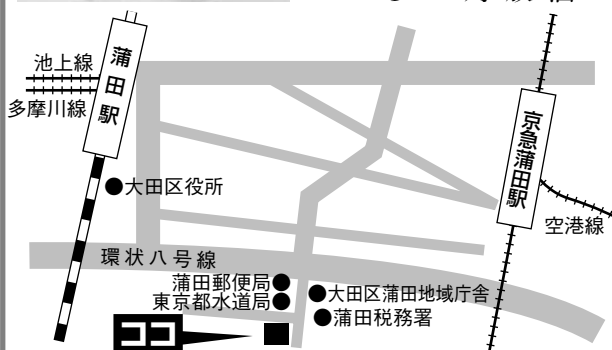 蒲田駅
池上線
多摩川線
京急蒲田駅
●大田区役所
空港線
環状八号線
蒲田郵便局●
東京都水道局●
●大田区蒲田地域庁舎
●蒲田税務署
ココ